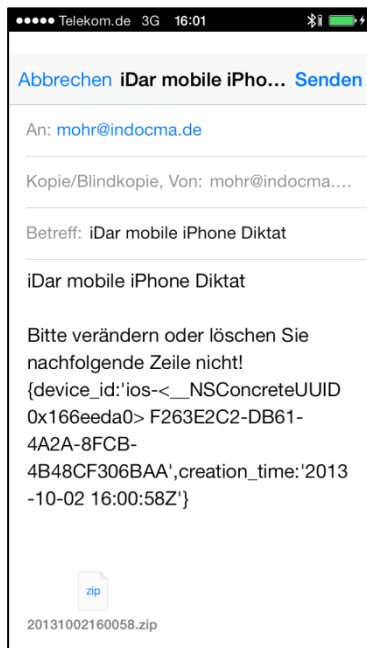 Telekom.de 3G 16:01
Abbrechen iDar mobile iPho... Senden
An: mohr@indocma.de
Kopie/Blindkopie, Von: mohr@indocma....
Betreff: iDar mobile iPhone Diktat
iDar mobile iPhone Diktat
Bitte verändern oder löschen Sie
nachfolgende Zeile nicht!
{device_id:'ios-<__NSConcreteUUID
0x166eeda0> F263E2C2-DB61-
4A2A-8FCB-
4B48CF306BAA',creation_time:'2013
-10-02 16:00:58Z'}
zip
20131002160058.zip